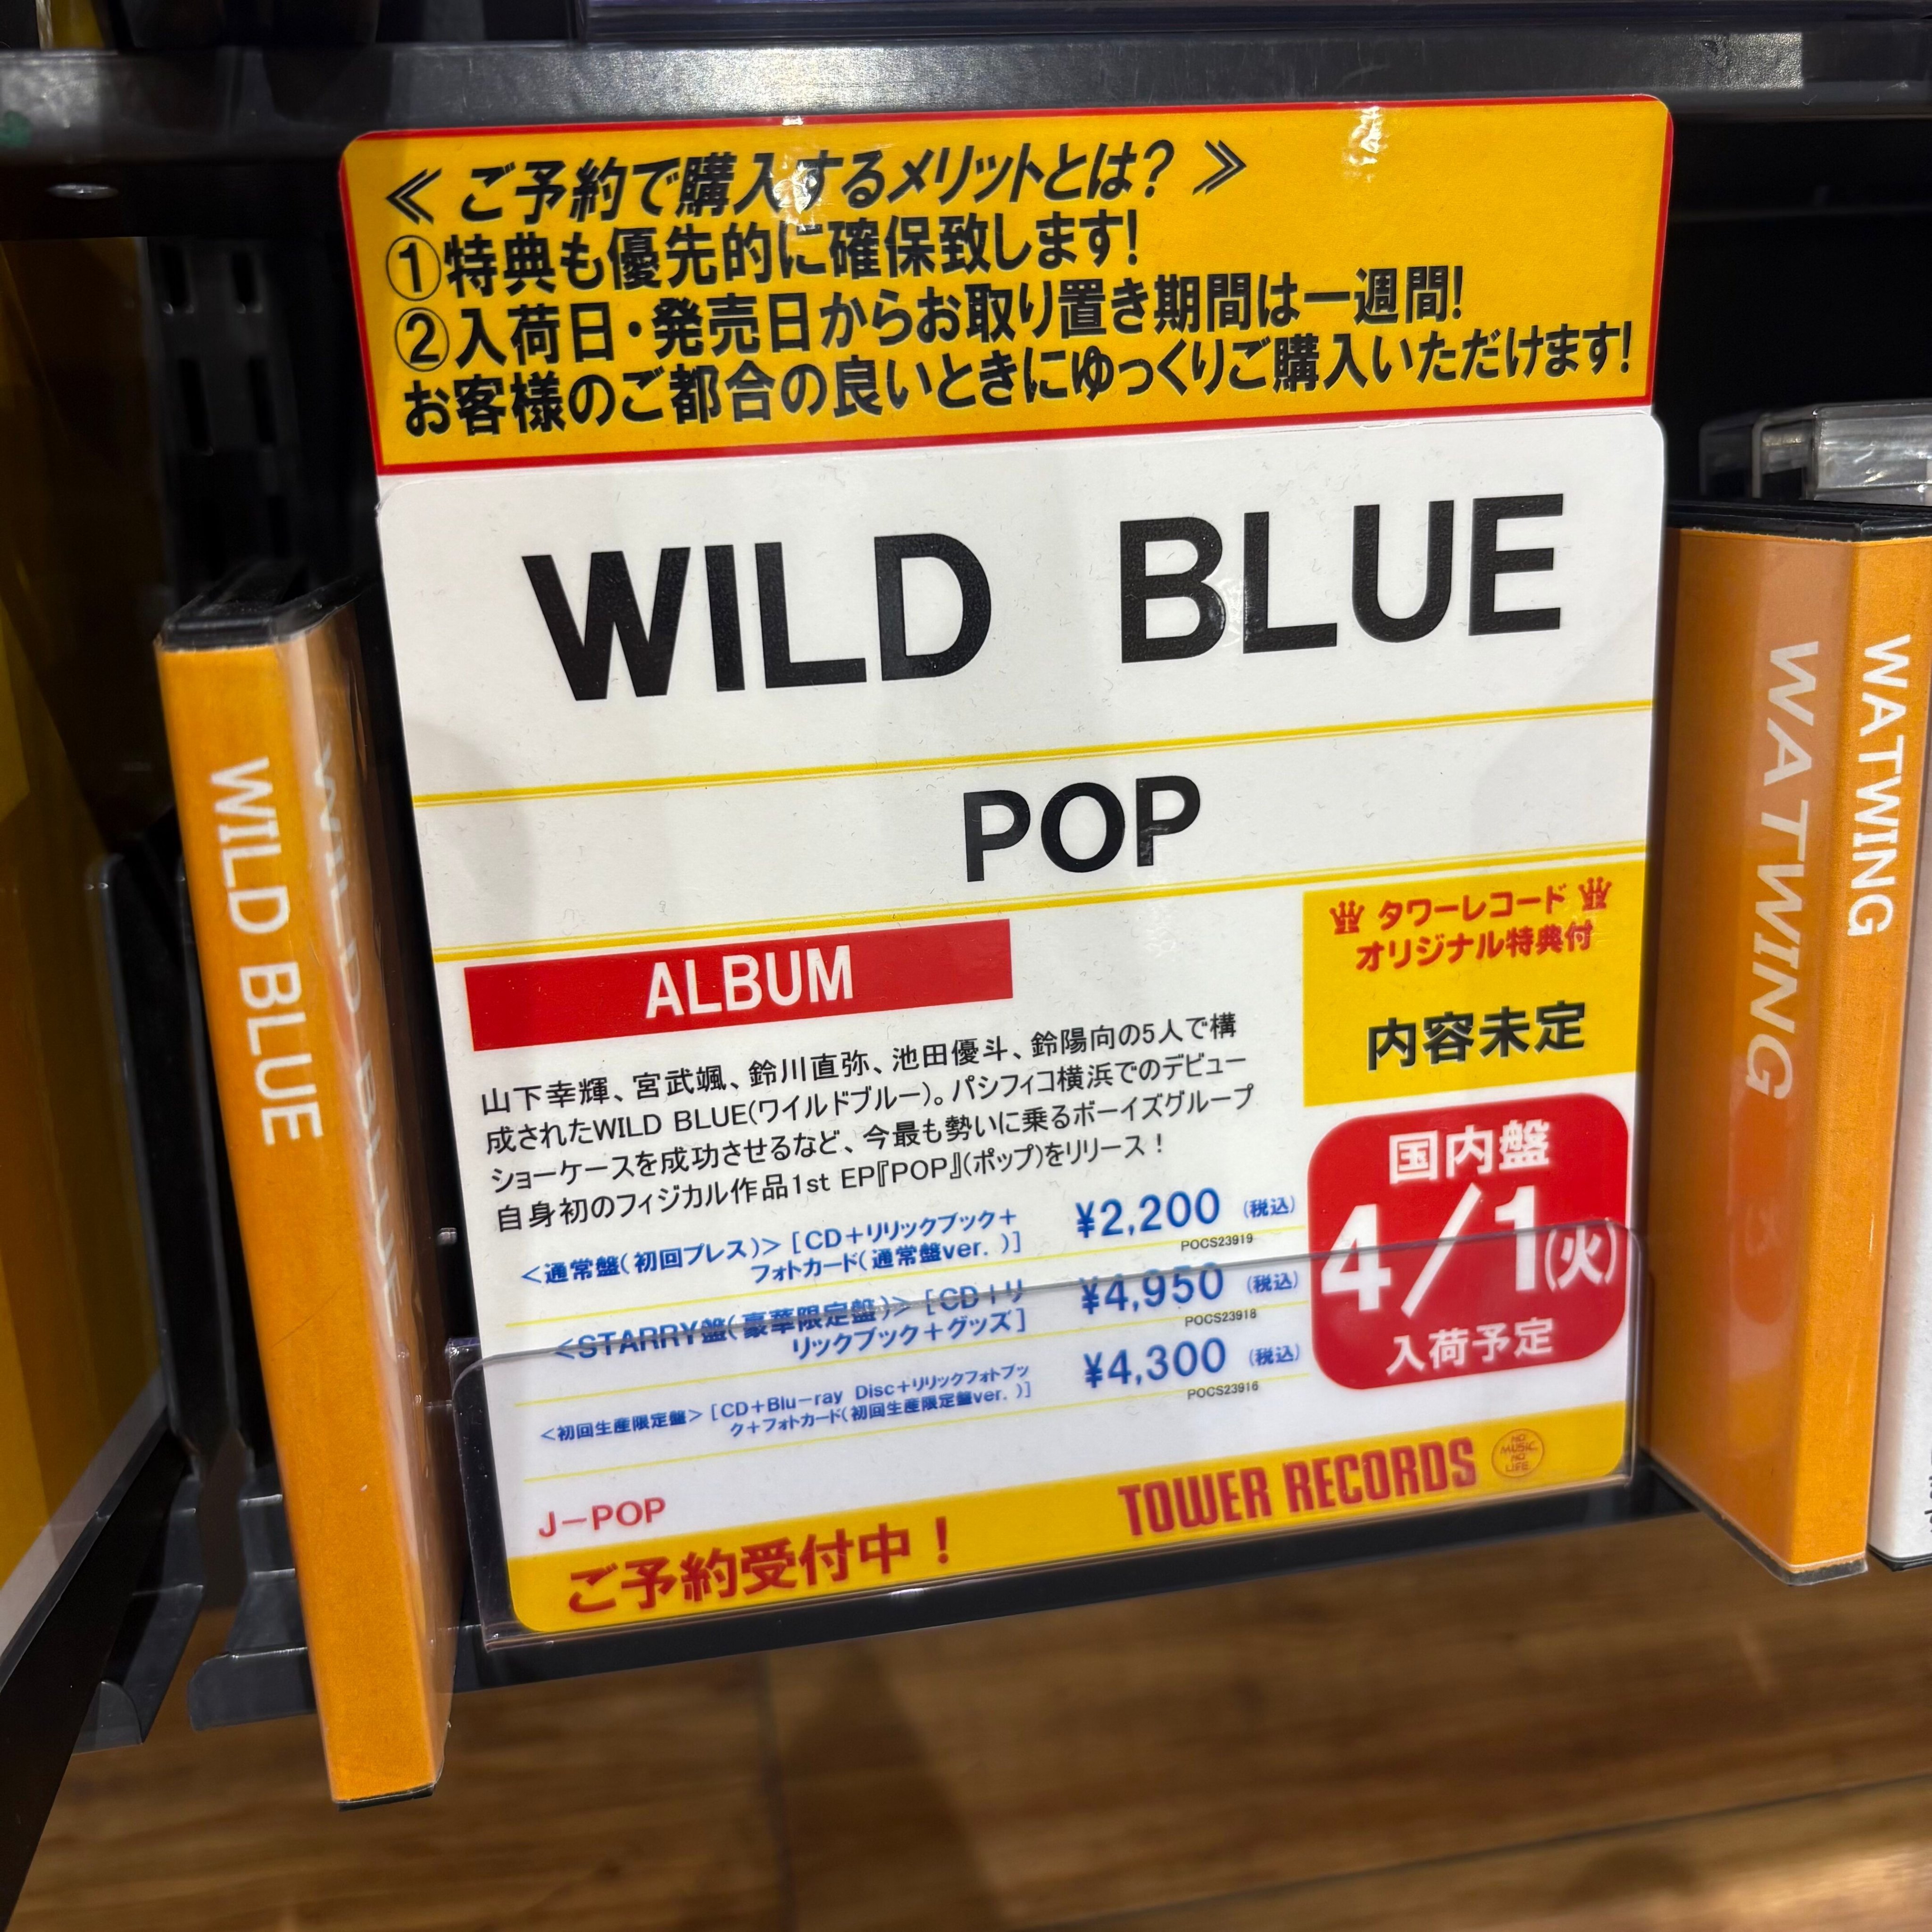 ≪ ご予約で購入するメリットとは? ≫
①特典も優先的に確保致します!
②入荷日・発売日からお取り置き期間は一週間!
お客様のご都合の良いときにゆっくりご購入いただけます!
WILD BLUE
POP
ALBUM
タワーレコード
オリジナル特典付
内容未定
山下幸輝、宮武颯、鈴川直弥、池田優斗、鈴陽向の5人で構
成されたWILD BLUE(ワイルドブルー)。パシフィコ横浜でのデビュー
ショーケースを成功させるなど、今最も勢いに乗るボーイズグループ
自身初のフィジカル作品1st EP『POP』(ポップ)をリリース!
国内盤
4/1(火)
入荷予定
<通常盤(初回プレス)> [CD+リリックブック+
フォトカード(通常盤ver.)]
¥2,200 (税込)
POCS23919
<STARRY盤(豪華限定盤)> [CD+リ
リックブック+グッズ]
¥4,950 (税込)
POCS23918
<初回生産限定盤> [CD+Blu-ray Disc+リリックフォトブッ
ク+フォトカード(初回生産限定盤ver.)]
¥4,300 (税込)
POCS23916
J-POP
ご予約受付中!
TOWER RECORDS
NO MUSIC, NO LIFE
WILD BLUE
WILD BLUE
WATWING
WATWING